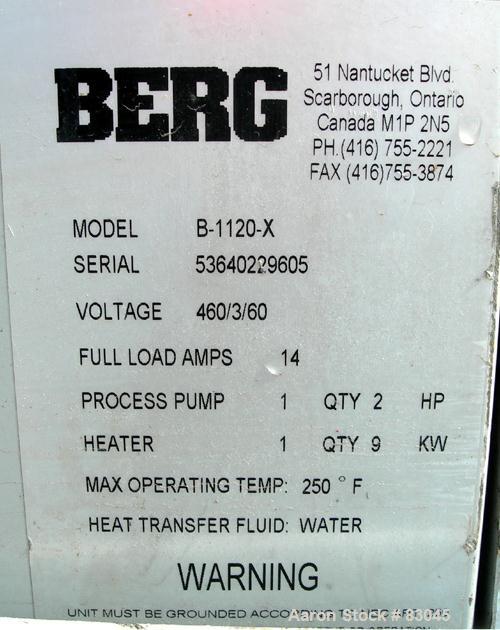 BERG
51 Nantucket Blvd.
Scarborough, Ontario
Canada M1P 2N5
PH.(416) 755-2221
FAX (416)755-3874
MODEL B-1120-X
SERIAL 53640229605
VOLTAGE 460/3/60
FULL LOAD AMPS 14
PROCESS PUMP 1 QTY 2 HP
HEATER 1 QTY 9 KW
MAX OPERATING TEMP: 250 ° F
HEAT TRANSFER FLUID: WATER
WARNING
UNIT MUST BE GROUNDED ACCORDING TO
Aaron Stock # 83045